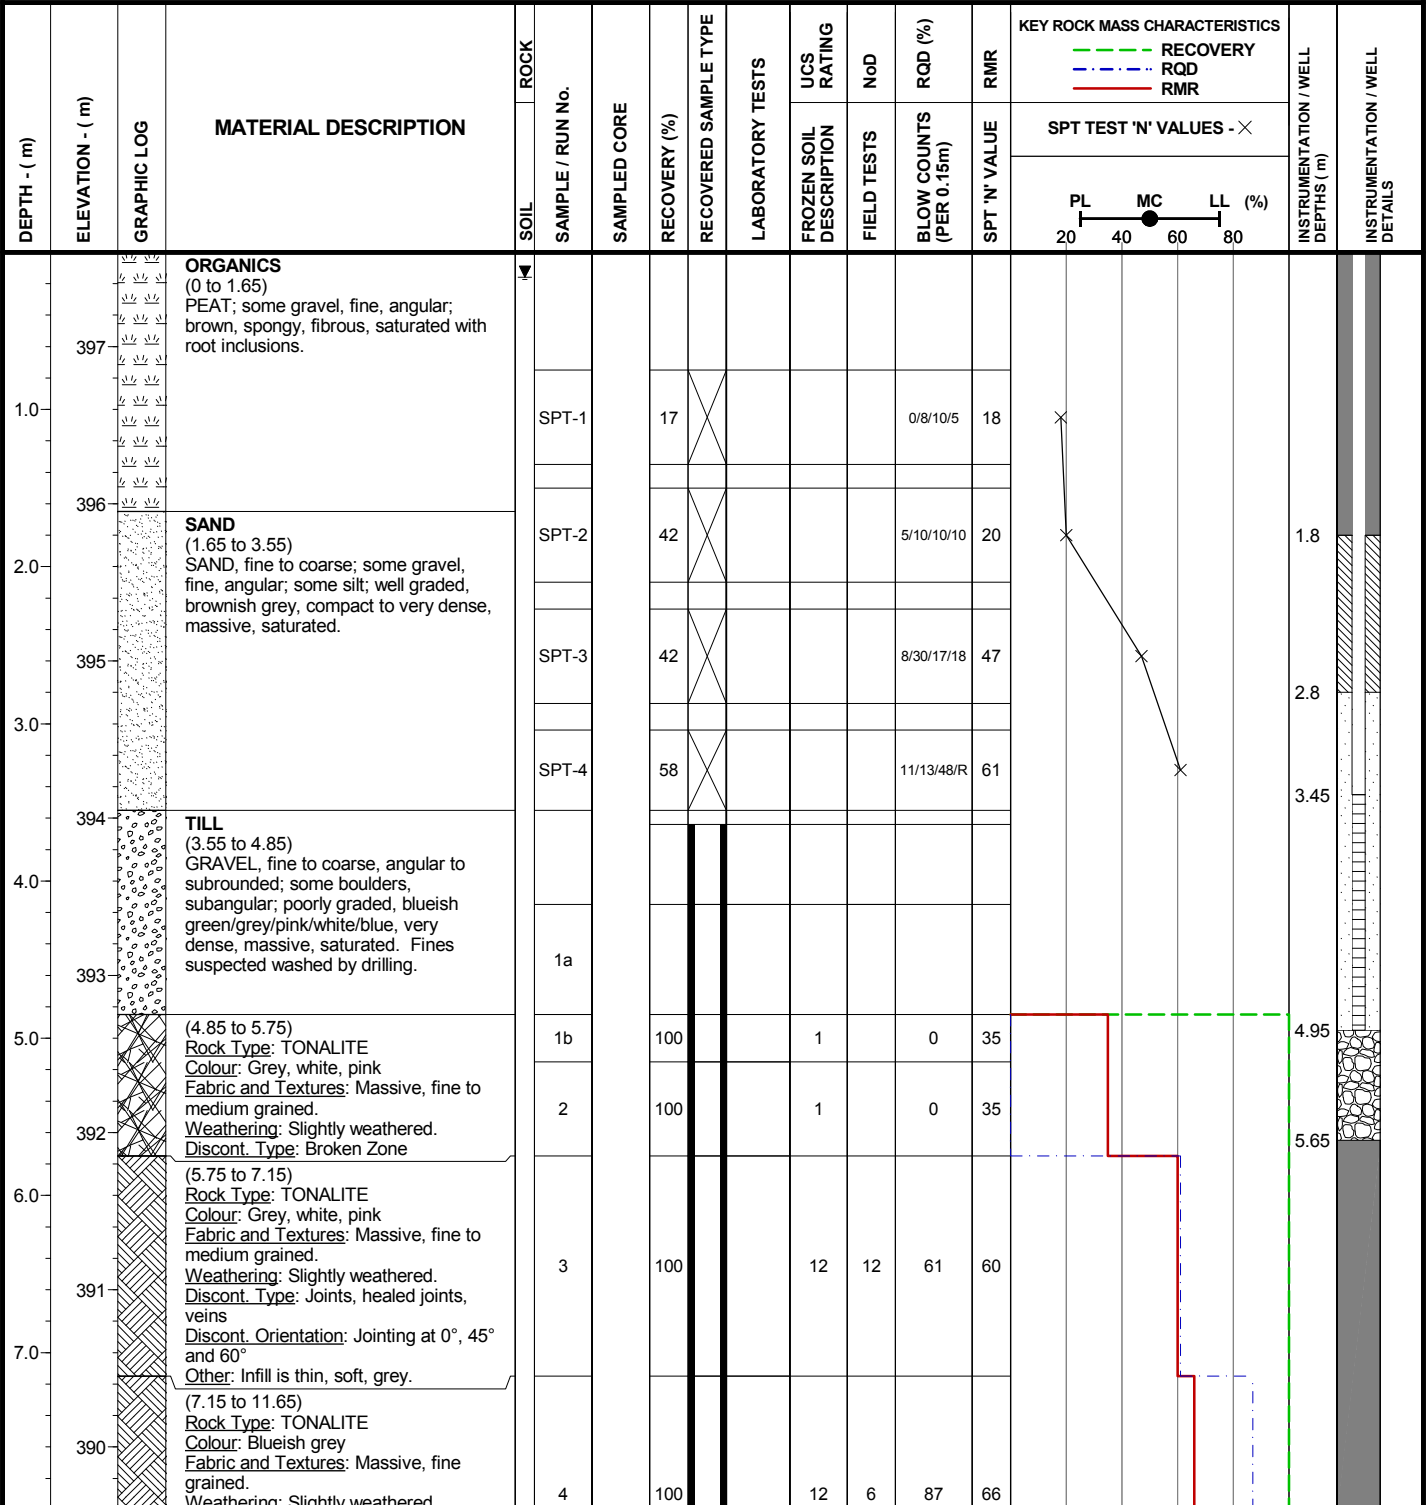 DEPTH - ( m)
ELEVATION - ( m)
GRAPHIC LOG
MATERIAL DESCRIPTION
SOIL
ROCK
SAMPLE / RUN No.
SAMPLED CORE
RECOVERY (%)
RECOVERED SAMPLE TYPE
LABORATORY TESTS
UCS RATING
FROZEN SOIL DESCRIPTION
NoD
FIELD TESTS
RQD (%)
BLOW COUNTS (PER 0.15m)
RMR
SPT 'N' VALUE
KEY ROCK MASS CHARACTERISTICS
RECOVERY
RQD
RMR
SPT TEST 'N' VALUES - X
PL MC LL (%)
20 40 60 80
INSTRUMENTATION / WELL DEPTHS ( m)
INSTRUMENTATION / WELL DETAILS
ORGANICS
(0 to 1.65)
PEAT; some gravel, fine, angular;
brown, spongy, fibrous, saturated with
root inclusions.
397
1.0 SPT-1 17 0/8/10/5 18
396
SAND
(1.65 to 3.55)
SAND, fine to coarse; some gravel,
fine, angular; some silt; well graded,
brownish grey, compact to very dense,
massive, saturated.
SPT-2 42 5/10/10/10 20 1.8
2.0
395 SPT-3 42 8/30/17/18 47
2.8
3.0
SPT-4 58 11/13/48/R 61
3.45
394
TILL
(3.55 to 4.85)
GRAVEL, fine to coarse, angular to
subrounded; some boulders,
subangular; poorly graded, blueish
green/grey/pink/white/blue, very
dense, massive, saturated. Fines
suspected washed by drilling.
4.0
1a
393
(4.85 to 5.75)
Rock Type: TONALITE
Colour: Grey, white, pink
Fabric and Textures: Massive, fine to
medium grained.
Weathering: Slightly weathered.
Discont. Type: Broken Zone
5.0 1b 100 1 0 35 4.95
2 100 1 0 35
392 5.65
(5.75 to 7.15)
Rock Type: TONALITE
Colour: Grey, white, pink
Fabric and Textures: Massive, fine to
medium grained.
Weathering: Slightly weathered.
Discont. Type: Joints, healed joints,
veins
Discont. Orientation: Jointing at 0°, 45°
and 60°
Other: Infill is thin, soft, grey.
6.0
3 100 12 12 61 60
391
7.0
(7.15 to 11.65)
Rock Type: TONALITE
Colour: Blueish grey
Fabric and Textures: Massive, fine
grained.
Weathering: Slightly weathered
390
4 100 12 6 87 66